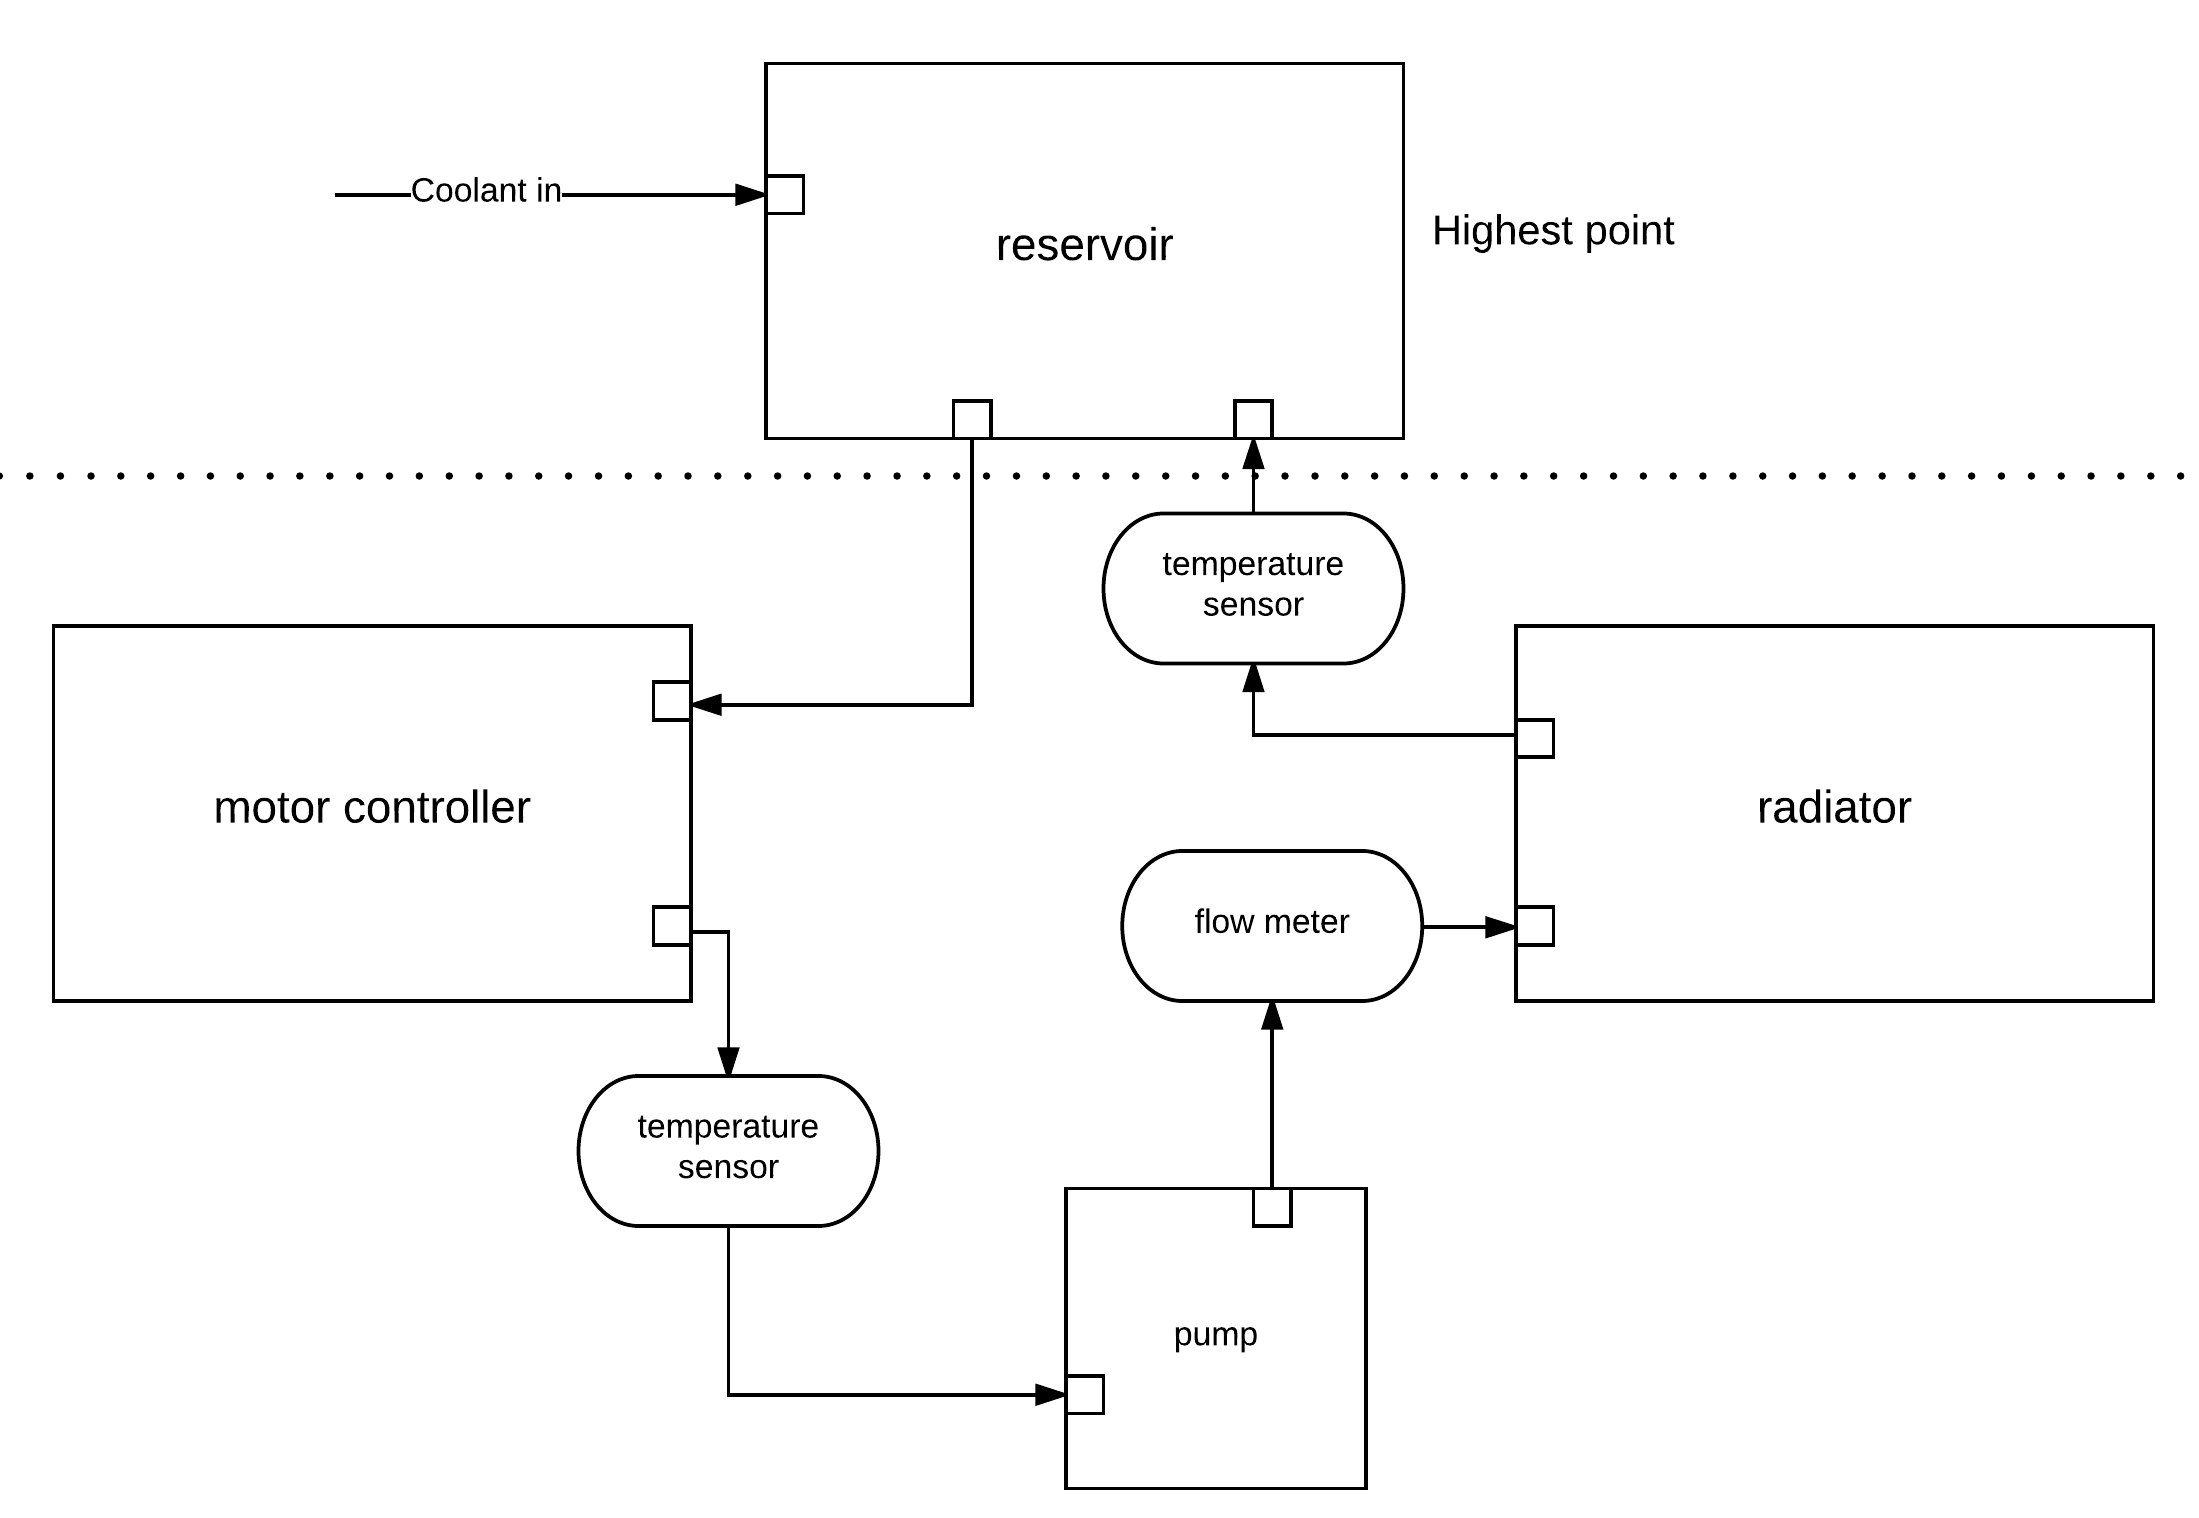 Coolant in
reservoir
Highest point
temperature
sensor
motor controller
radiator
flow meter
temperature
sensor
pump